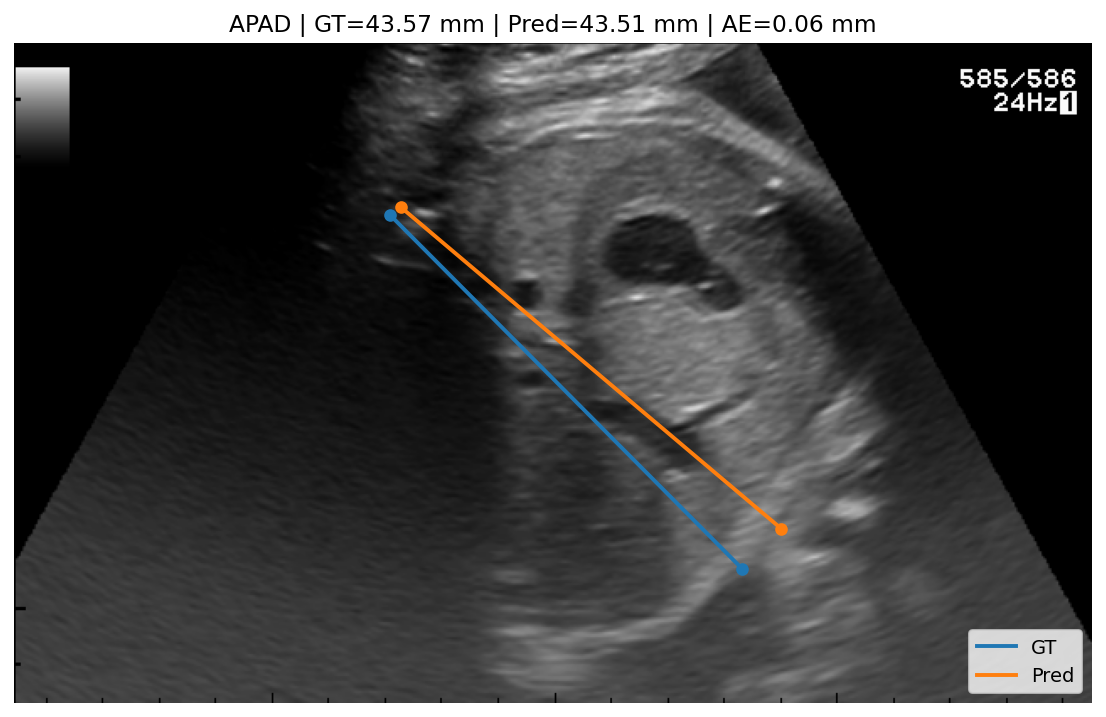 APAD | GT=43.57 mm | Pred=43.51 mm | AE=0.06 mm
585/586
24Hz1
GT
Pred